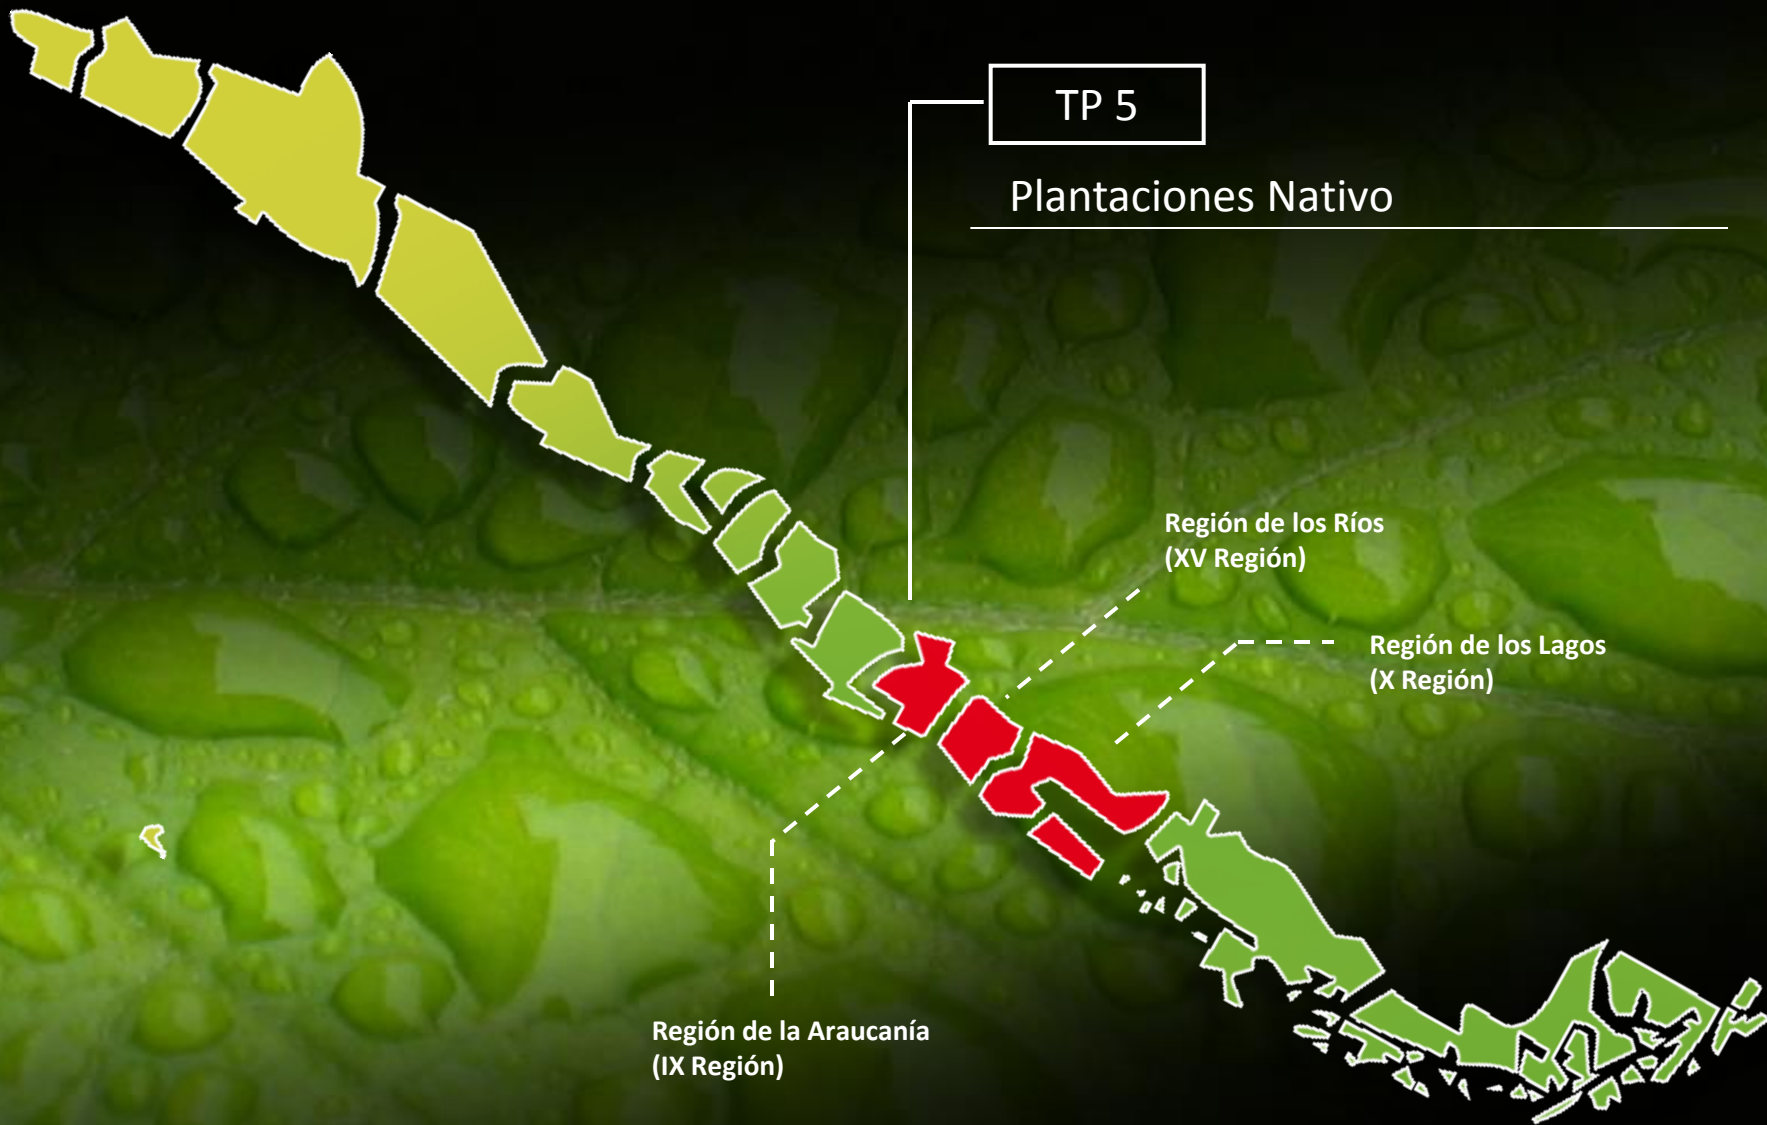 TP 5
Plantaciones Nativo
Región de los Ríos
(XV Región)
Región de los Lagos
(X Región)
Región de la Araucanía
(IX Región)